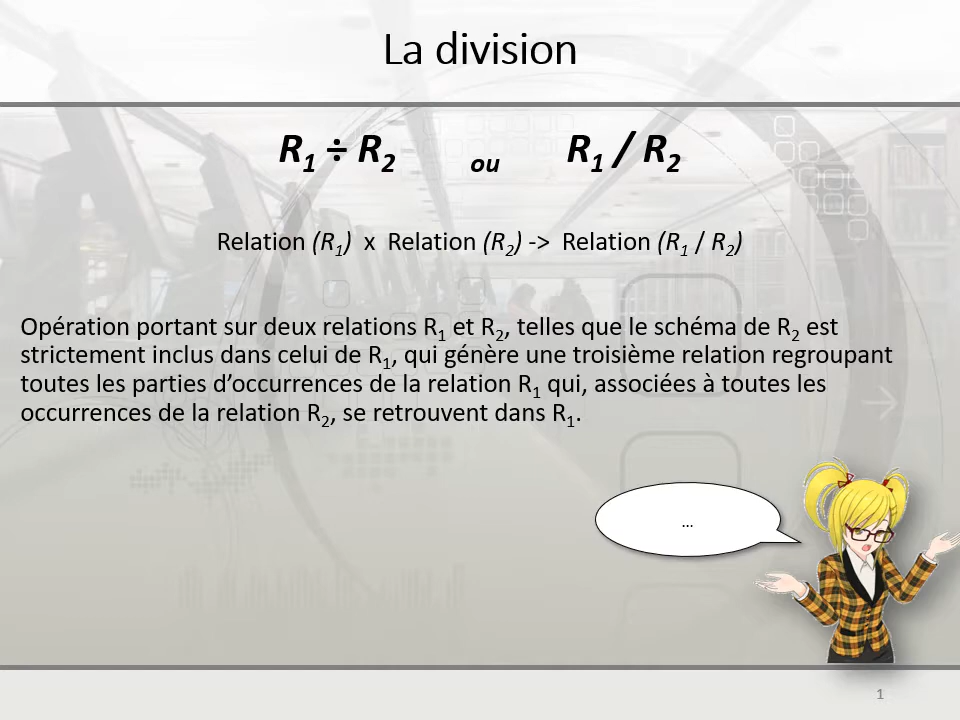 La division
R₁ ÷ R₂ ou R₁ / R₂
Relation (R₁) x Relation (R₂) -> Relation (R₁ / R₂)
Opération portant sur deux relations R₁ et R₂, telles que le schéma de R₂ est
strictement inclus dans celui de R₁, qui génère une troisième relation regroupant
toutes les parties d’occurrences de la relation R₁ qui, associées à toutes les
occurrences de la relation R₂, se retrouvent dans R₁.
...
1